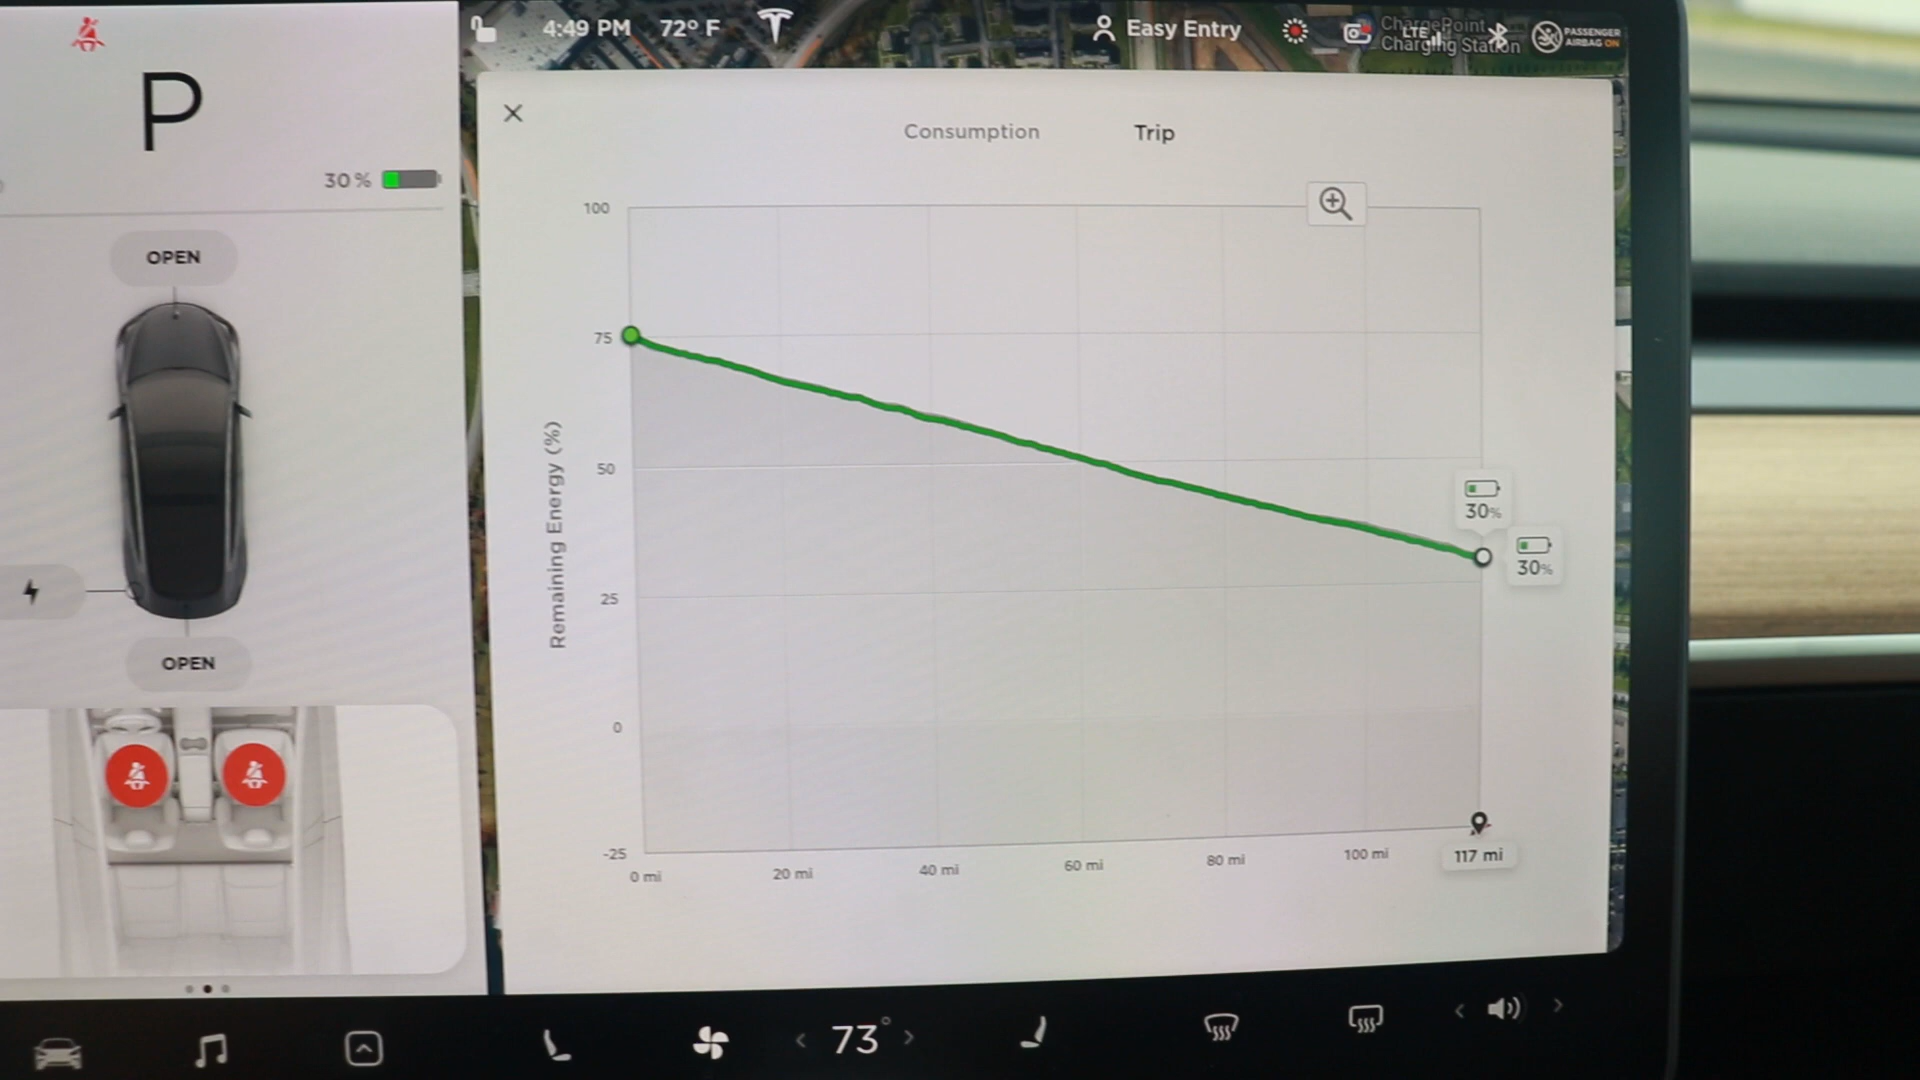 4:49 PM 72° F Easy Entry
ChargePoint
Charging Station
LTE
PASSENGER
AIRBAG ON
P
30%
OPEN
OPEN
Consumption Trip
Remaining Energy (%)
100
75
50
25
0
-25
30%
30%
0 mi 20 mi 40 mi 60 mi 80 mi 100 mi 117 mi
73°